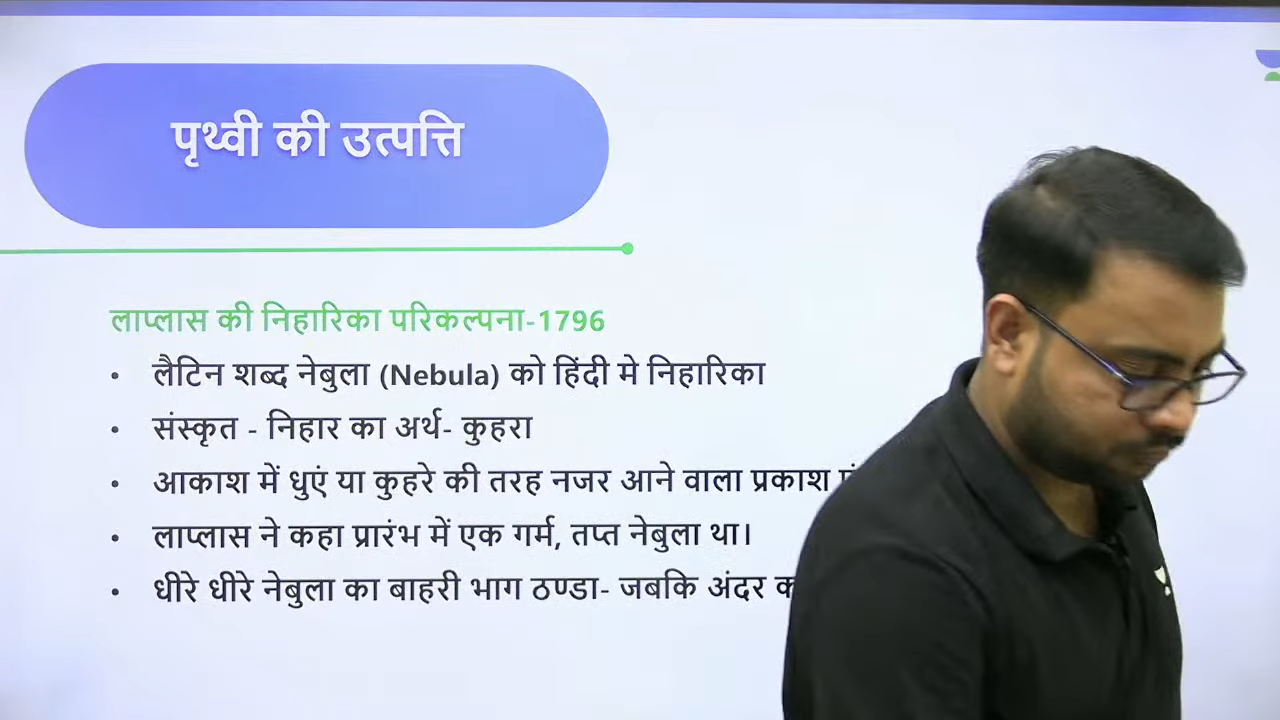 पृथ्वी की उत्पत्ति
लाप्लास की निहारिका परिकल्पना-1796
• लैटिन शब्द नेबुला (Nebula) को हिंदी मे निहारिका
• संस्कृत - निहार का अर्थ- कुहरा
• आकाश में धुएं या कुहरे की तरह नजर आने वाला प्रकाश
• लाप्लास ने कहा प्रारंभ में एक गर्म, तप्त नेबुला था।
• धीरे धीरे नेबुला का बाहरी भाग ठण्डा- जबकि अंदर